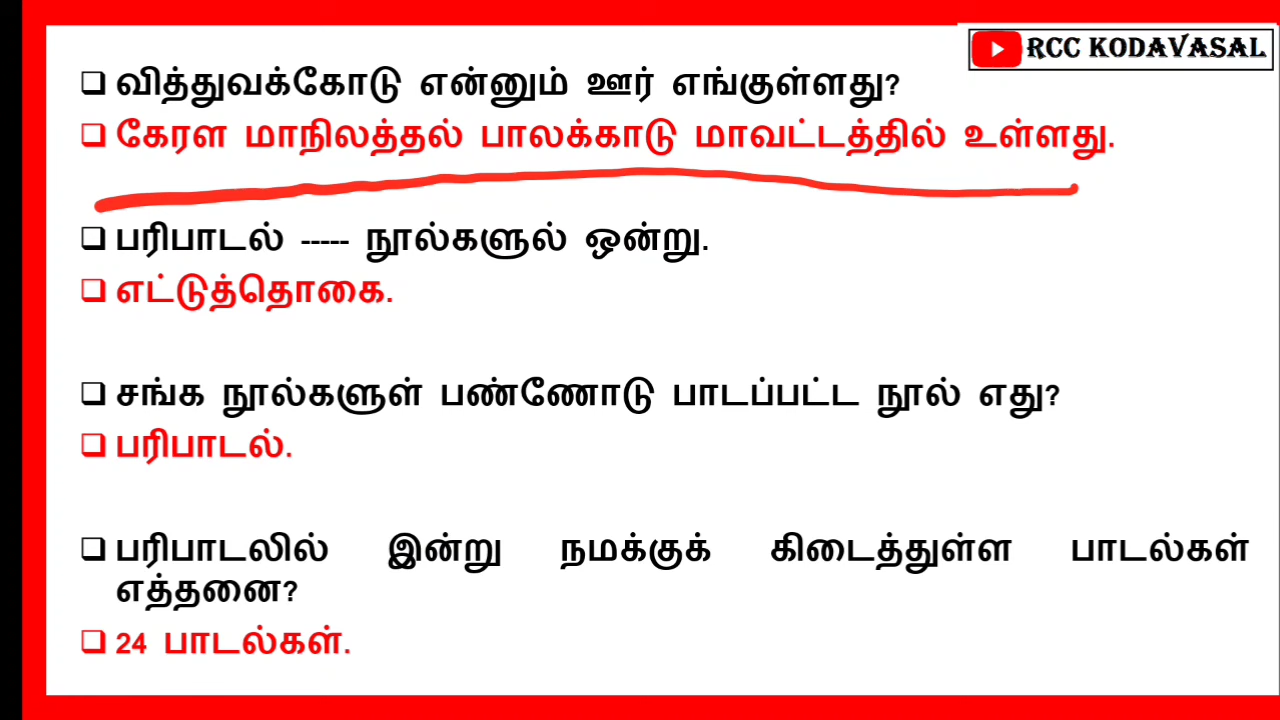 RCC KODAVASAL
வித்துவக்கோடு என்னும் ஊர் எங்குள்ளது?
கேரள மாநிலத்தல் பாலக்காடு மாவட்டத்தில் உள்ளது.
பரிபாடல் ----- நூல்களுல் ஒன்று.
எட்டுத்தொகை.
சங்க நூல்களுள் பண்ணோடு பாடப்பட்ட நூல் எது?
பரிபாடல்.
பரிபாடலில் இன்று நமக்குக் கிடைத்துள்ள பாடல்கள்
எத்தனை?
24 பாடல்கள்.